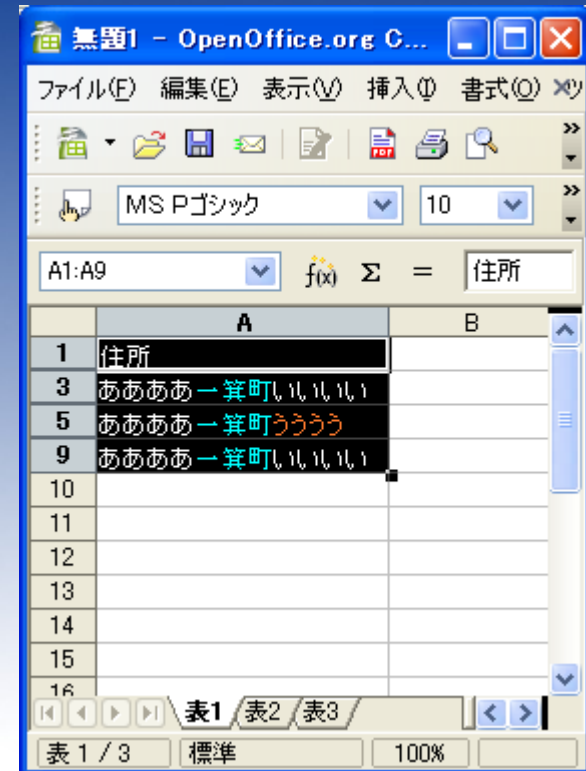 無題1 - OpenOffice.org C...
ファイル(F) 編集(E) 表示(V) 挿入(I) 書式(O)
PDF
MS Pゴシック 10
A1:A9 f(x) Σ = 住所
A B
1 住所
3 ああああ一箕町いいいい
5 ああああ一箕町うううう
9 ああああ一箕町いいいい
10
11
12
13
14
15
16
表1 表2 表3
表 1 / 3 標準 100%